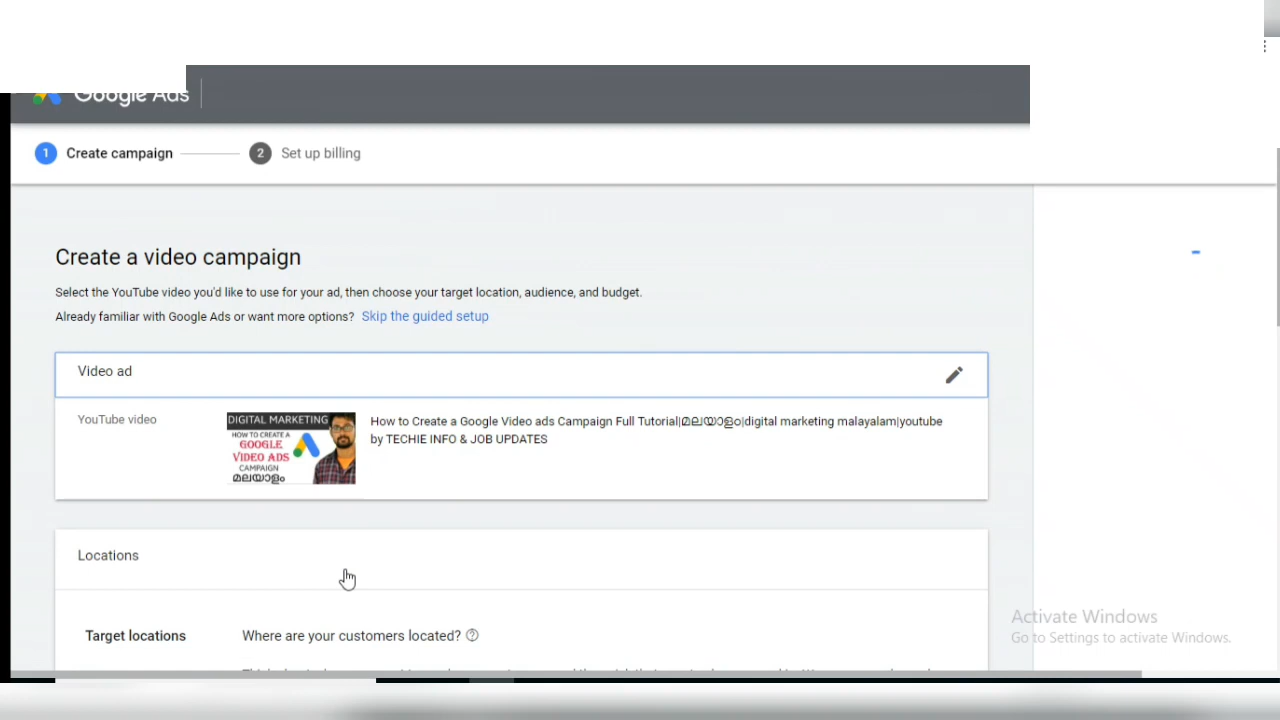 Google Ads
1 Create campaign 2 Set up billing
Create a video campaign
Select the YouTube video you'd like to use for your ad, then choose your target location, audience, and budget.
Already familiar with Google Ads or want more options? Skip the guided setup
Video ad
YouTube video
DIGITAL MARKETING
HOW TO CREATE A
GOOGLE
VIDEO ADS
CAMPAIGN
മലയാളം
How to Create a Google Video ads Campaign Full Tutorial|മലയാളം|digital marketing malayalam|youtube
by TECHIE INFO & JOB UPDATES
Locations
Target locations Where are your customers located?
Activate Windows
Go to Settings to activate Windows.